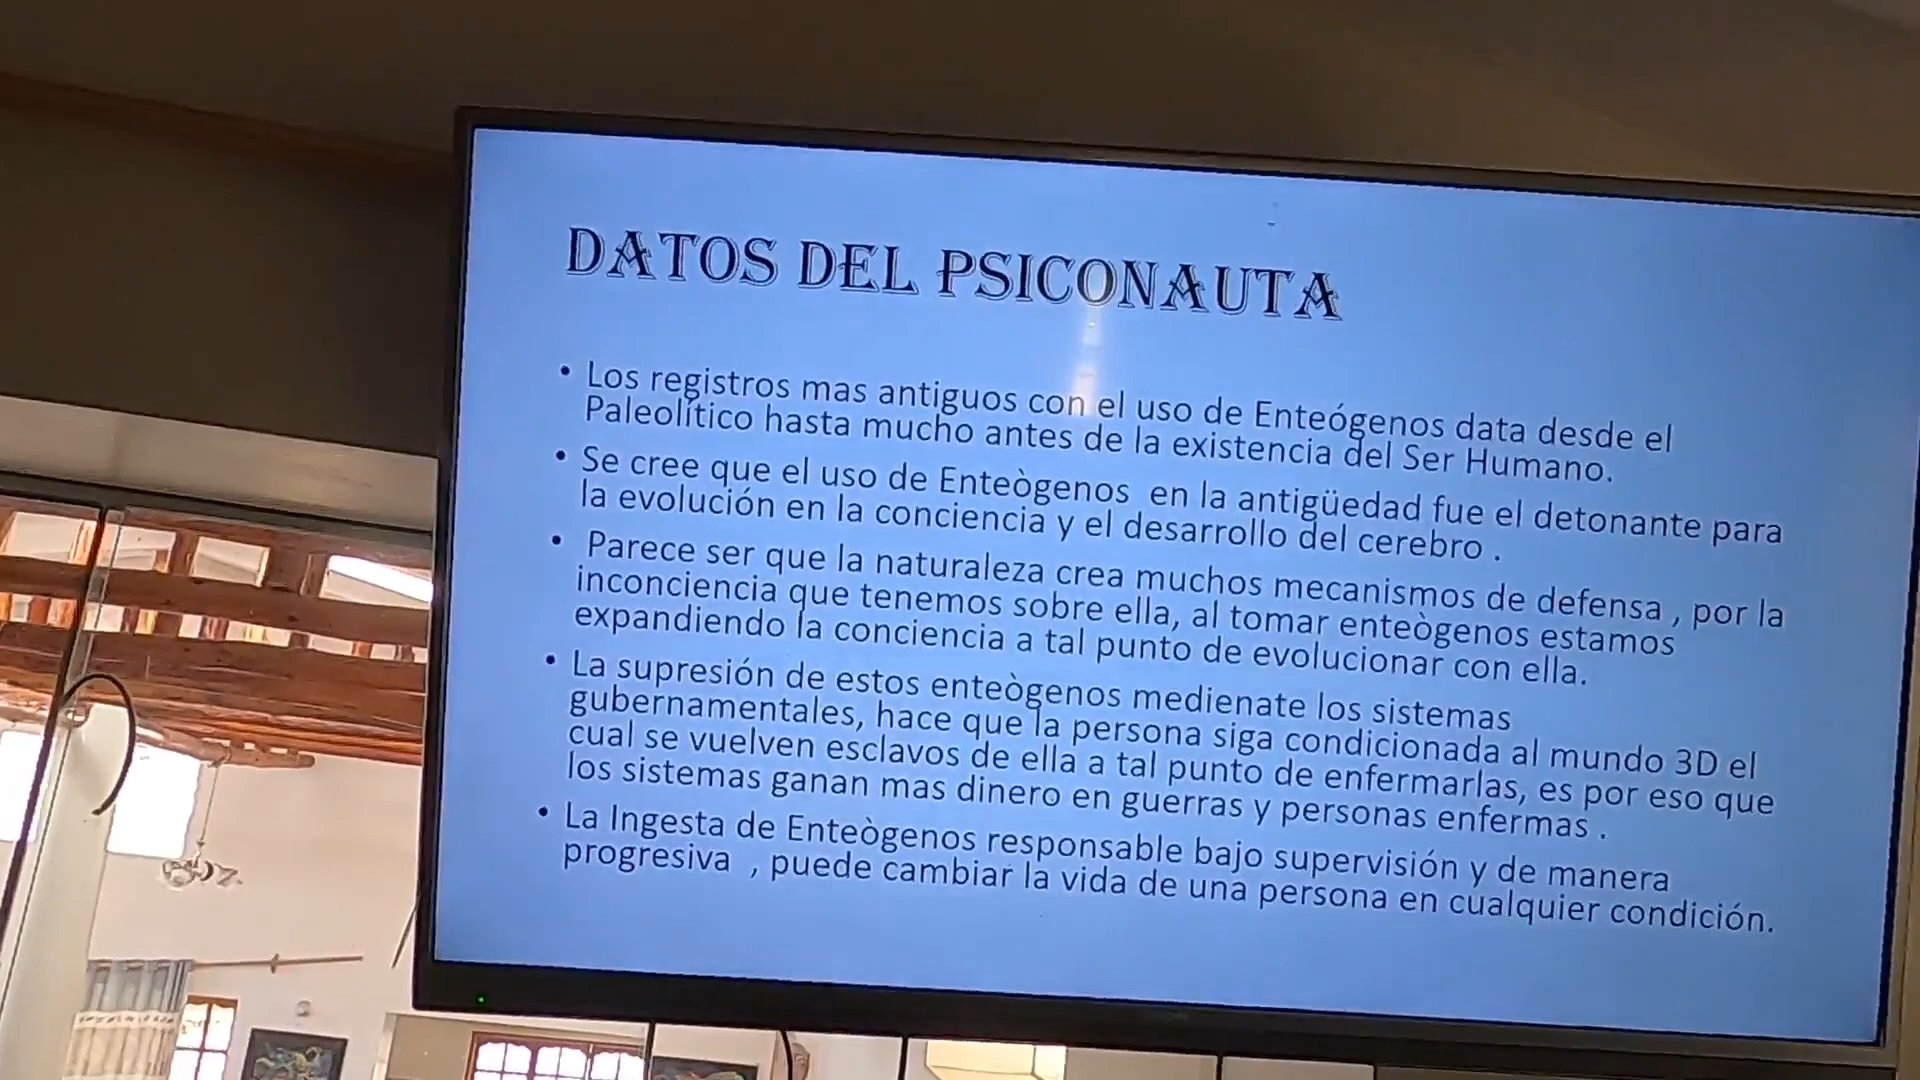 DATOS DEL PSICONAUTA
• Los registros mas antiguos con el uso de Enteógenos data desde el
Paleolítico hasta mucho antes de la existencia del Ser Humano.
• Se cree que el uso de Enteògenos en la antigüedad fue el detonante para
la evolución en la conciencia y el desarrollo del cerebro .
• Parece ser que la naturaleza crea muchos mecanismos de defensa , por la
inconciencia que tenemos sobre ella, al tomar enteògenos estamos
expandiendo la conciencia a tal punto de evolucionar con ella.
• La supresión de estos enteògenos medienate los sistemas
gubernamentales, hace que la persona siga condicionada al mundo 3D el
cual se vuelven esclavos de ella a tal punto de enfermarlas, es por eso que
los sistemas ganan mas dinero en guerras y personas enfermas .
• La Ingesta de Enteògenos responsable bajo supervisión y de manera
progresiva , puede cambiar la vida de una persona en cualquier condición.